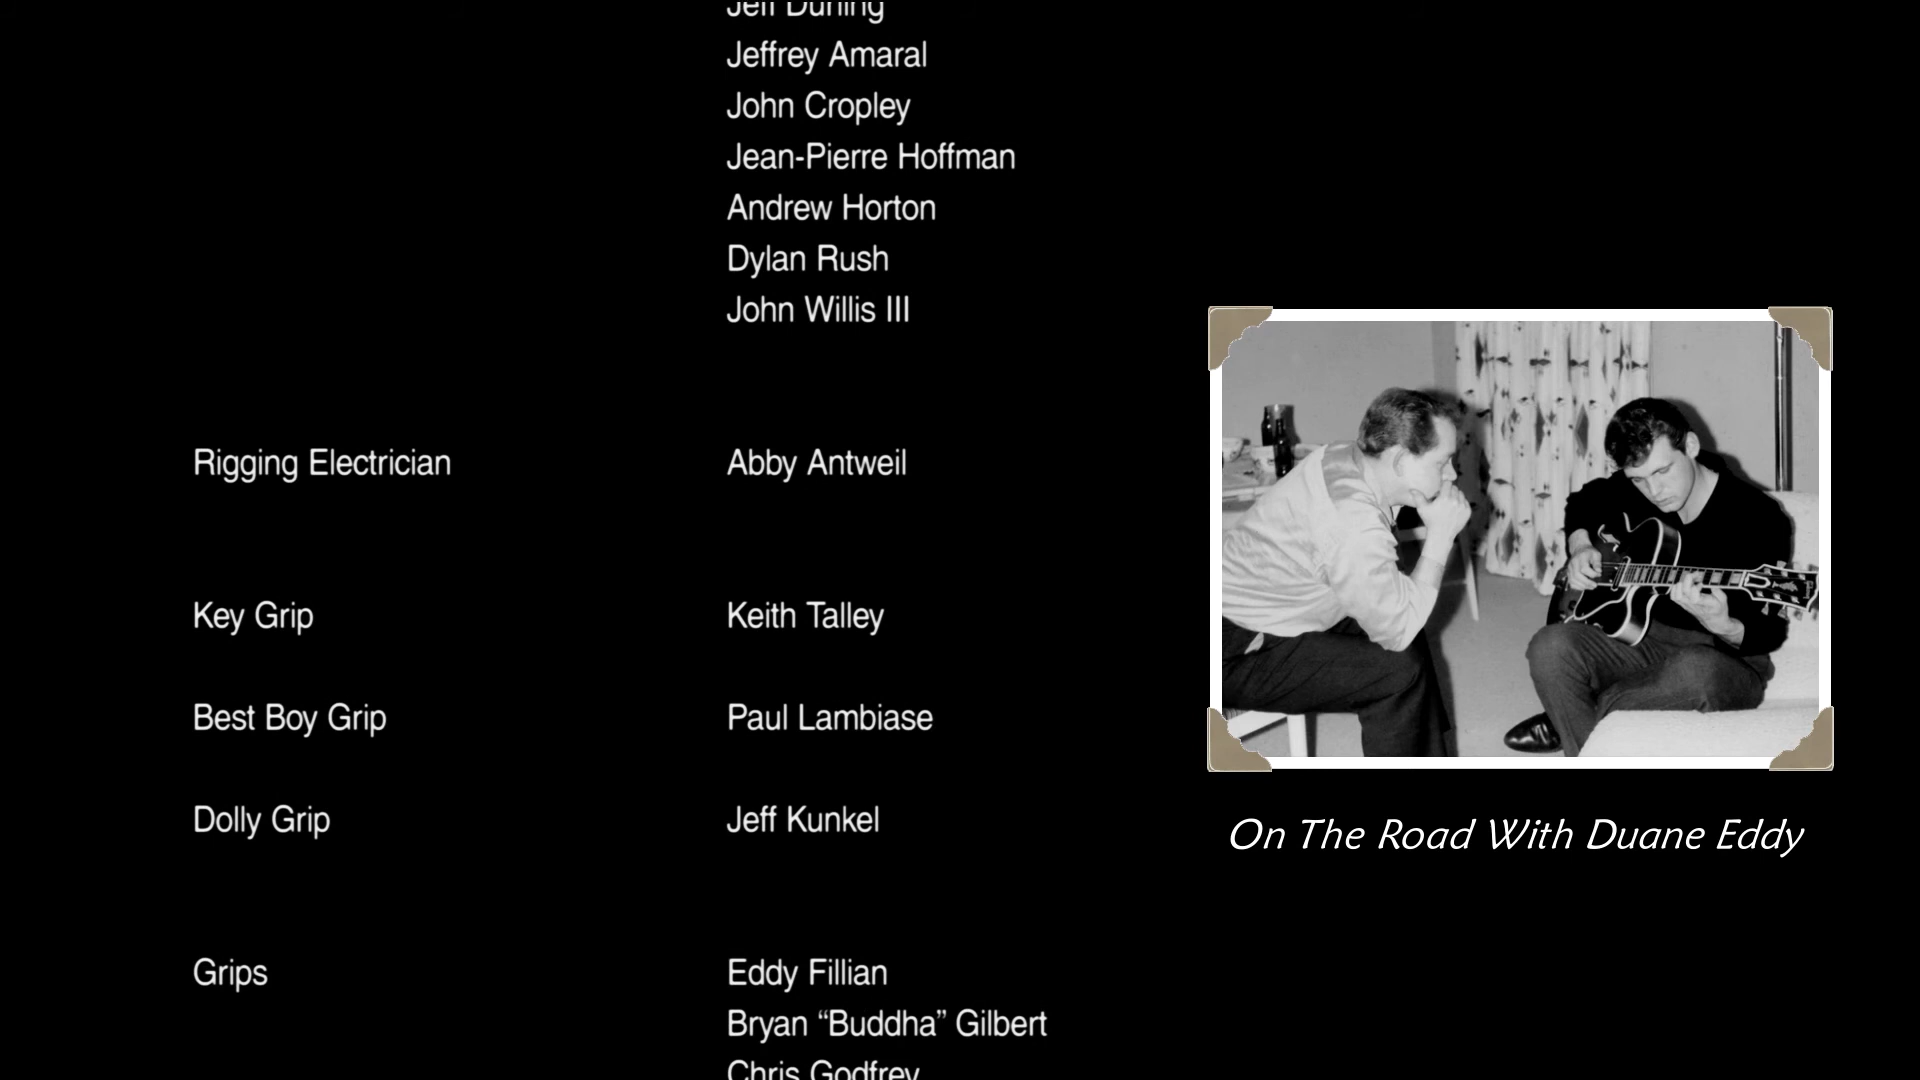 Jeffrey Amaral
John Cropley
Jean-Pierre Hoffman
Andrew Horton
Dylan Rush
John Willis III
Rigging Electrician Abby Antweil
Key Grip Keith Talley
Best Boy Grip Paul Lambiase
Dolly Grip Jeff Kunkel
On The Road With Duane Eddy
Grips Eddy Fillian
Bryan “Buddha” Gilbert
Chris Godfrey